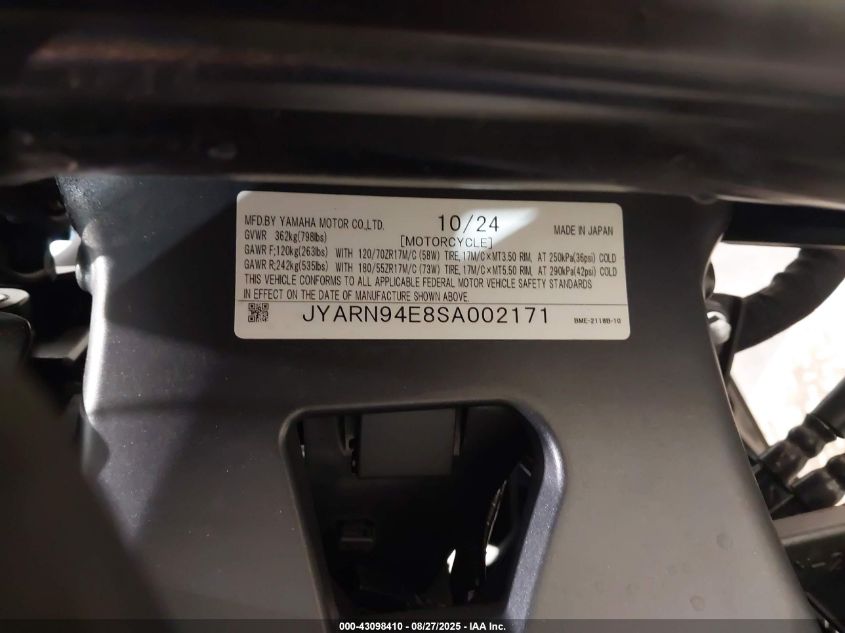 MFD.BY YAMAHA MOTOR CO.,LTD. 10/24 MADE IN JAPAN
GVWR 362kg(798lbs) [MOTORCYCLE]
GAWR F;120kg(263lbs) WITH 120/70ZR17M/C (58W) TIRE,17M/C×MT3.50 RIM, AT 250kPa(36psi) COLD
GAWR R;242kg(535lbs) WITH 180/55ZR17M/C (73W) TIRE,17M/C×MT5.50 RIM, AT 290kPa(42psi) COLD
THIS VEHICLE CONFORMS TO ALL APPLICABLE FEDERAL MOTOR VEHICLE SAFETY STANDARDS
IN EFFECT ON THE DATE OF MANUFACTURE SHOWN ABOVE.
JYARN94E8SA002171 BME-2118B-10
000-43098410 - 08/27/2025 - IAA Inc.